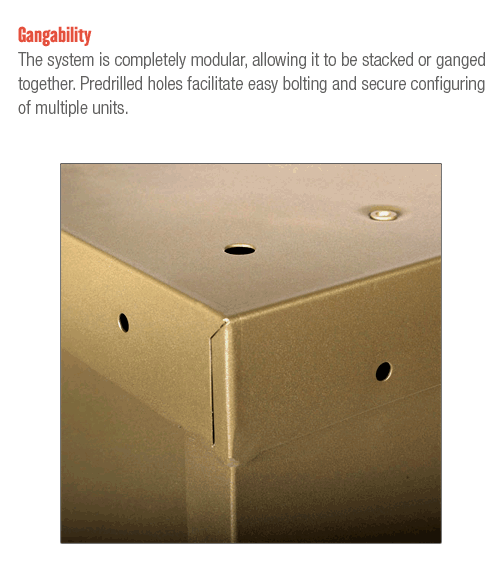 Gangability
The system is completely modular, allowing it to be stacked or ganged
together. Predrilled holes facilitate easy bolting and secure configuring
of multiple units.